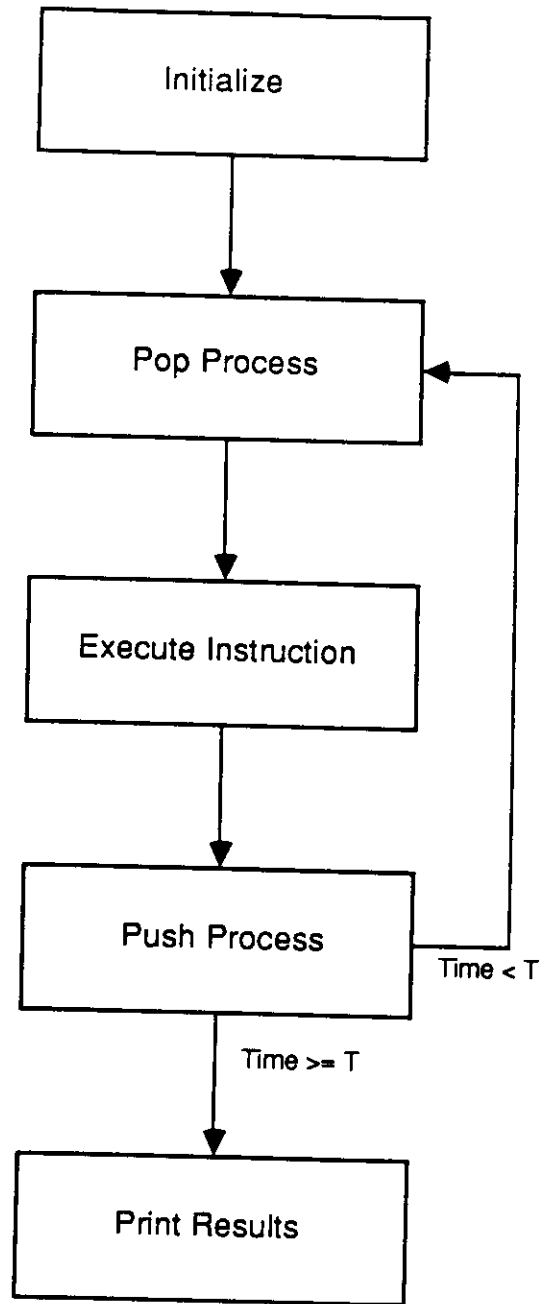 Initialize
Pop Process
Execute Instruction
Push Process
Time < T
Time >= T
Print Results